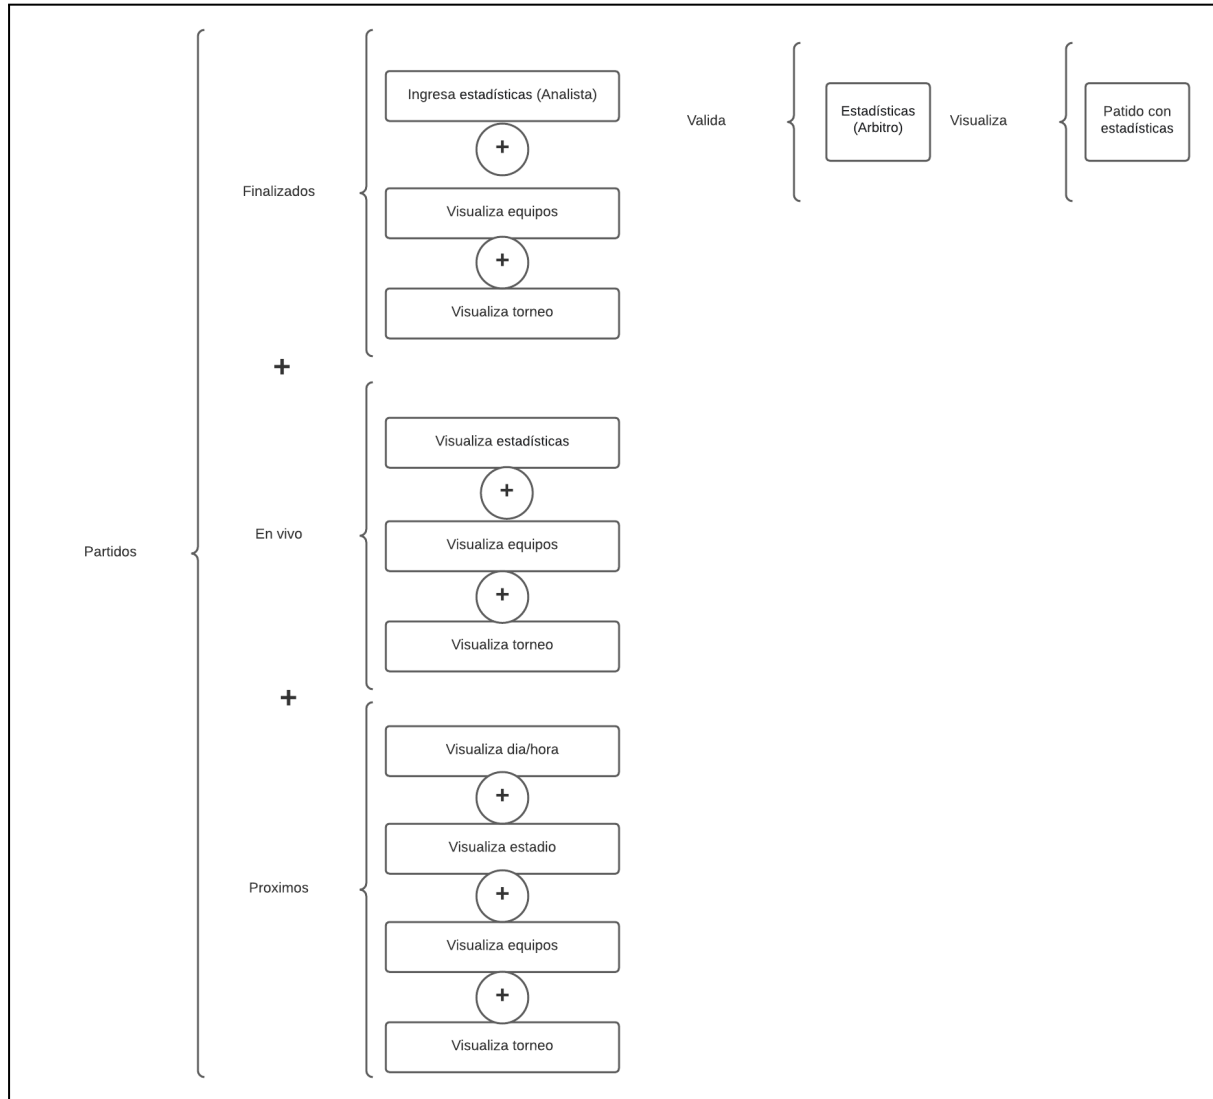 Partidos
Finalizados
Ingresa estadísticas (Analista)
+
Visualiza equipos
+
Visualiza torneo
Valida
Estadísticas
(Arbitro)
Visualiza
Patido con
estadísticas
+
En vivo
Visualiza estadísticas
+
Visualiza equipos
+
Visualiza torneo
+
Proximos
Visualiza dia/hora
+
Visualiza estadio
+
Visualiza equipos
+
Visualiza torneo